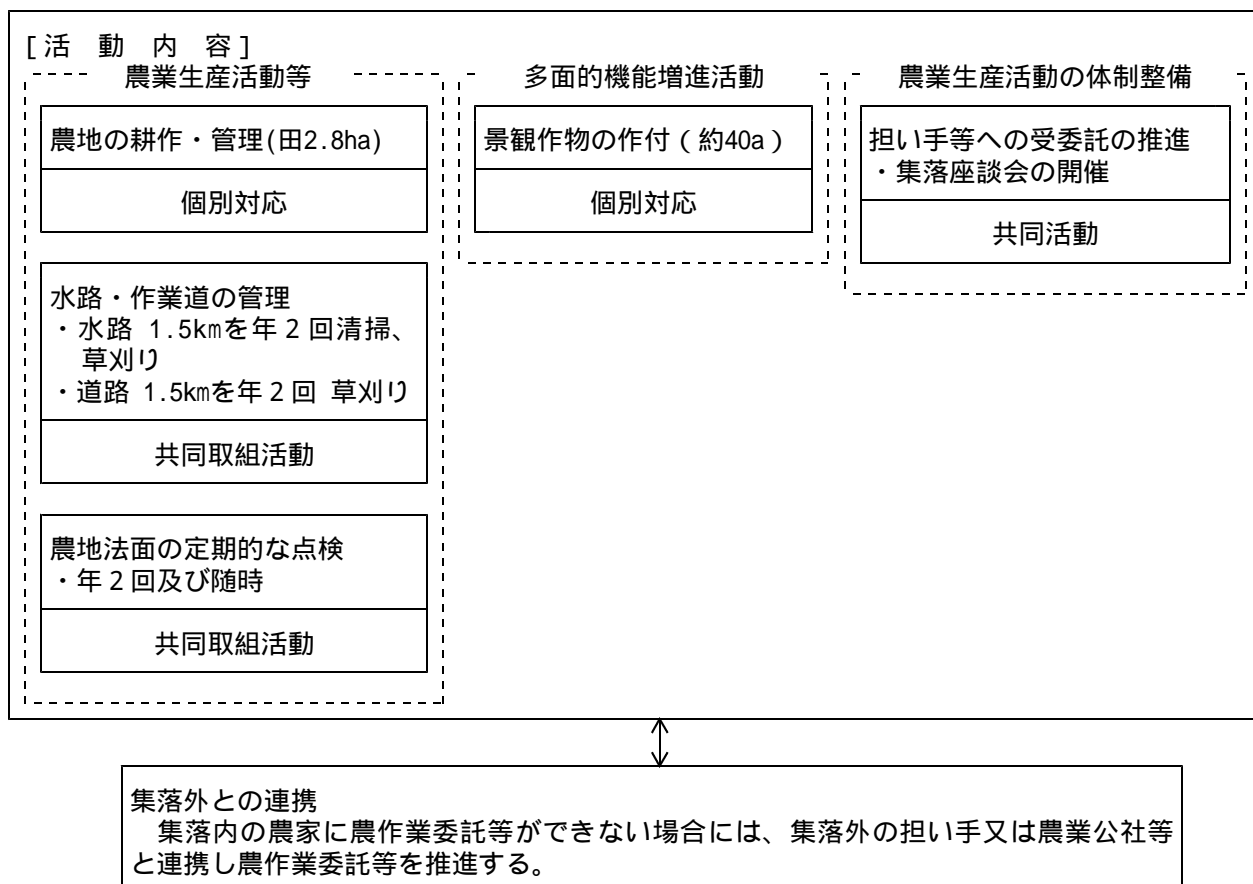 [活　動　内　容]
農業生産活動等
農地の耕作・管理(田2.8ha)
個別対応
水路・作業道の管理
・水路 1.5kmを年２回清掃、
草刈り
・道路 1.5kmを年２回 草刈り
共同取組活動
農地法面の定期的な点検
・年２回及び随時
共同取組活動
多面的機能増進活動
景観作物の作付（約40a）
個別対応
農業生産活動の体制整備
担い手等への受委託の推進
・集落座談会の開催
共同活動
集落外との連携
集落内の農家に農作業委託等ができない場合には、集落外の担い手又は農業公社等
と連携し農作業委託等を推進する。